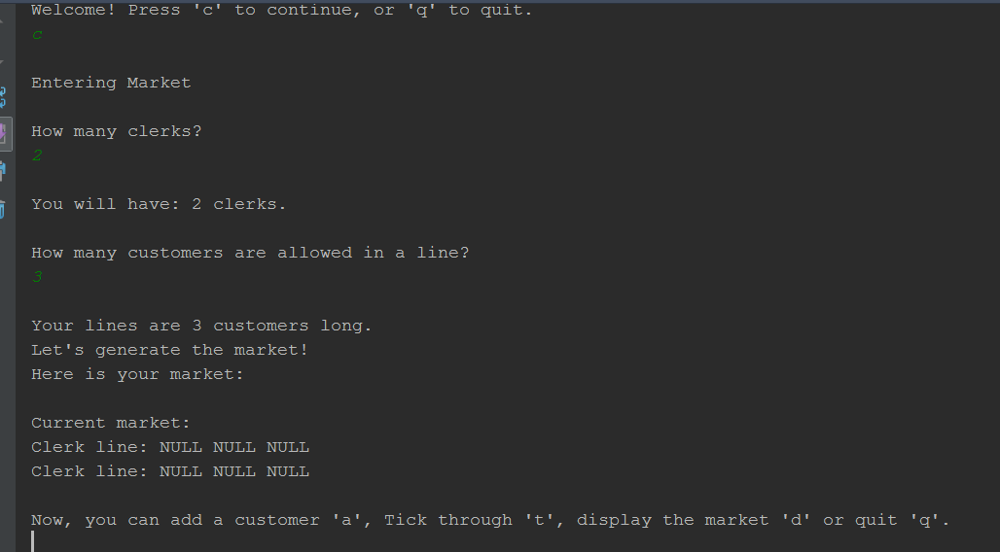 Welcome! Press 'c' to continue, or 'q' to quit.
c
Entering Market
How many clerks?
2
You will have: 2 clerks.
How many customers are allowed in a line?
3
Your lines are 3 customers long.
Let's generate the market!
Here is your market:
Current market:
Clerk line: NULL NULL NULL
Clerk line: NULL NULL NULL
Now, you can add a customer 'a', Tick through 't', display the market 'd' or quit 'q'.